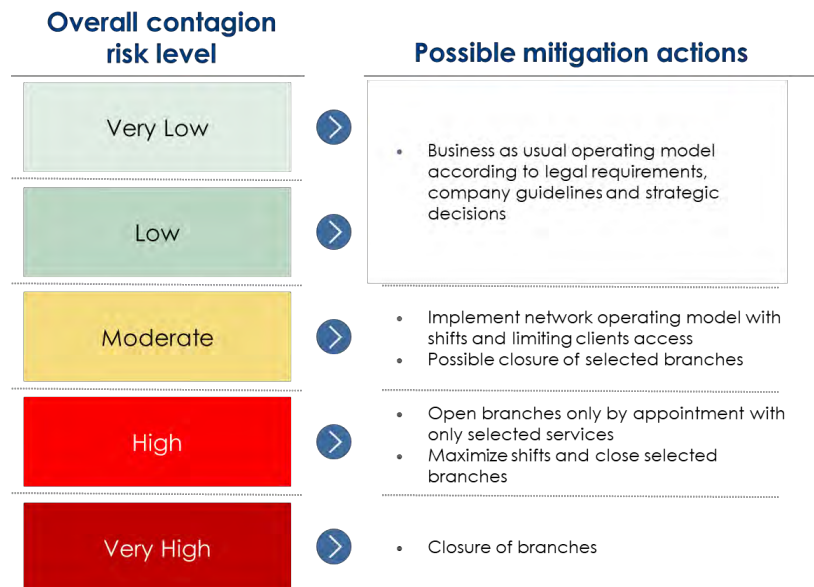 Overall contagion
risk level
Possible mitigation actions
Very Low
• Business as usual operating model
according to legal requirements,
company guidelines and strategic
decisions
Low
Moderate
• Implement network operating model with
shifts and limiting clients access
• Possible closure of selected branches
High
• Open branches only by appointment with
only selected services
• Maximize shifts and close selected
branches
Very High
• Closure of branches